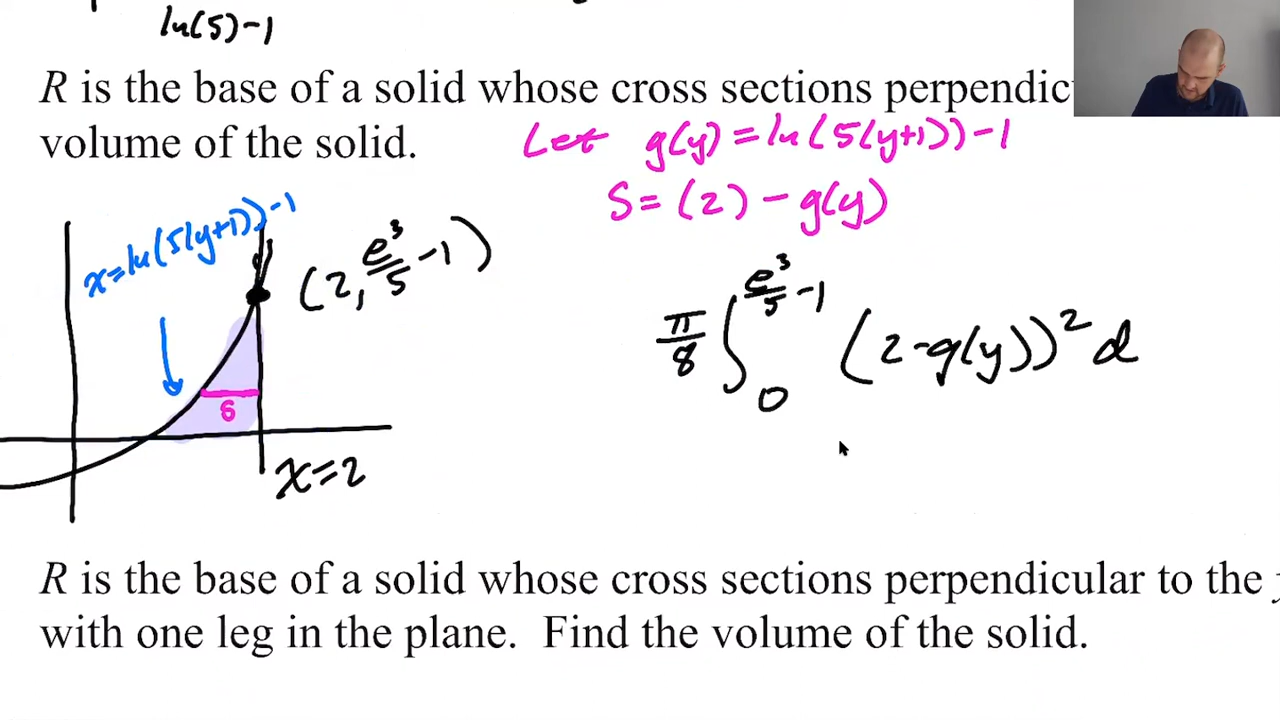 ln(5)-1
R is the base of a solid whose cross sections perpendic
volume of the solid.
Let g(y)=ln(5(y+1))-1
S=(2)-g(y)
x=ln(5(y+1))-1
(2, e³/5 -1)
π/8 ∫₀^(e³/5 -1) (2-g(y))² d
S
x=2
R is the base of a solid whose cross sections perpendicular to the
with one leg in the plane. Find the volume of the solid.